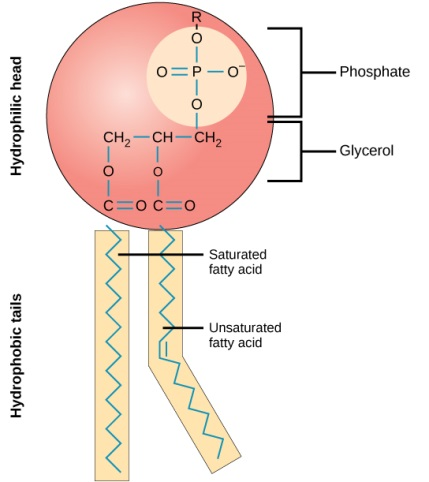 Hydrophilic head
R
O
O=P-O⁻
O
CH₂-CH-CH₂
O O
C=O C=O
Phosphate
Glycerol
Hydrophobic tails
Saturated
fatty acid
Unsaturated
fatty acid